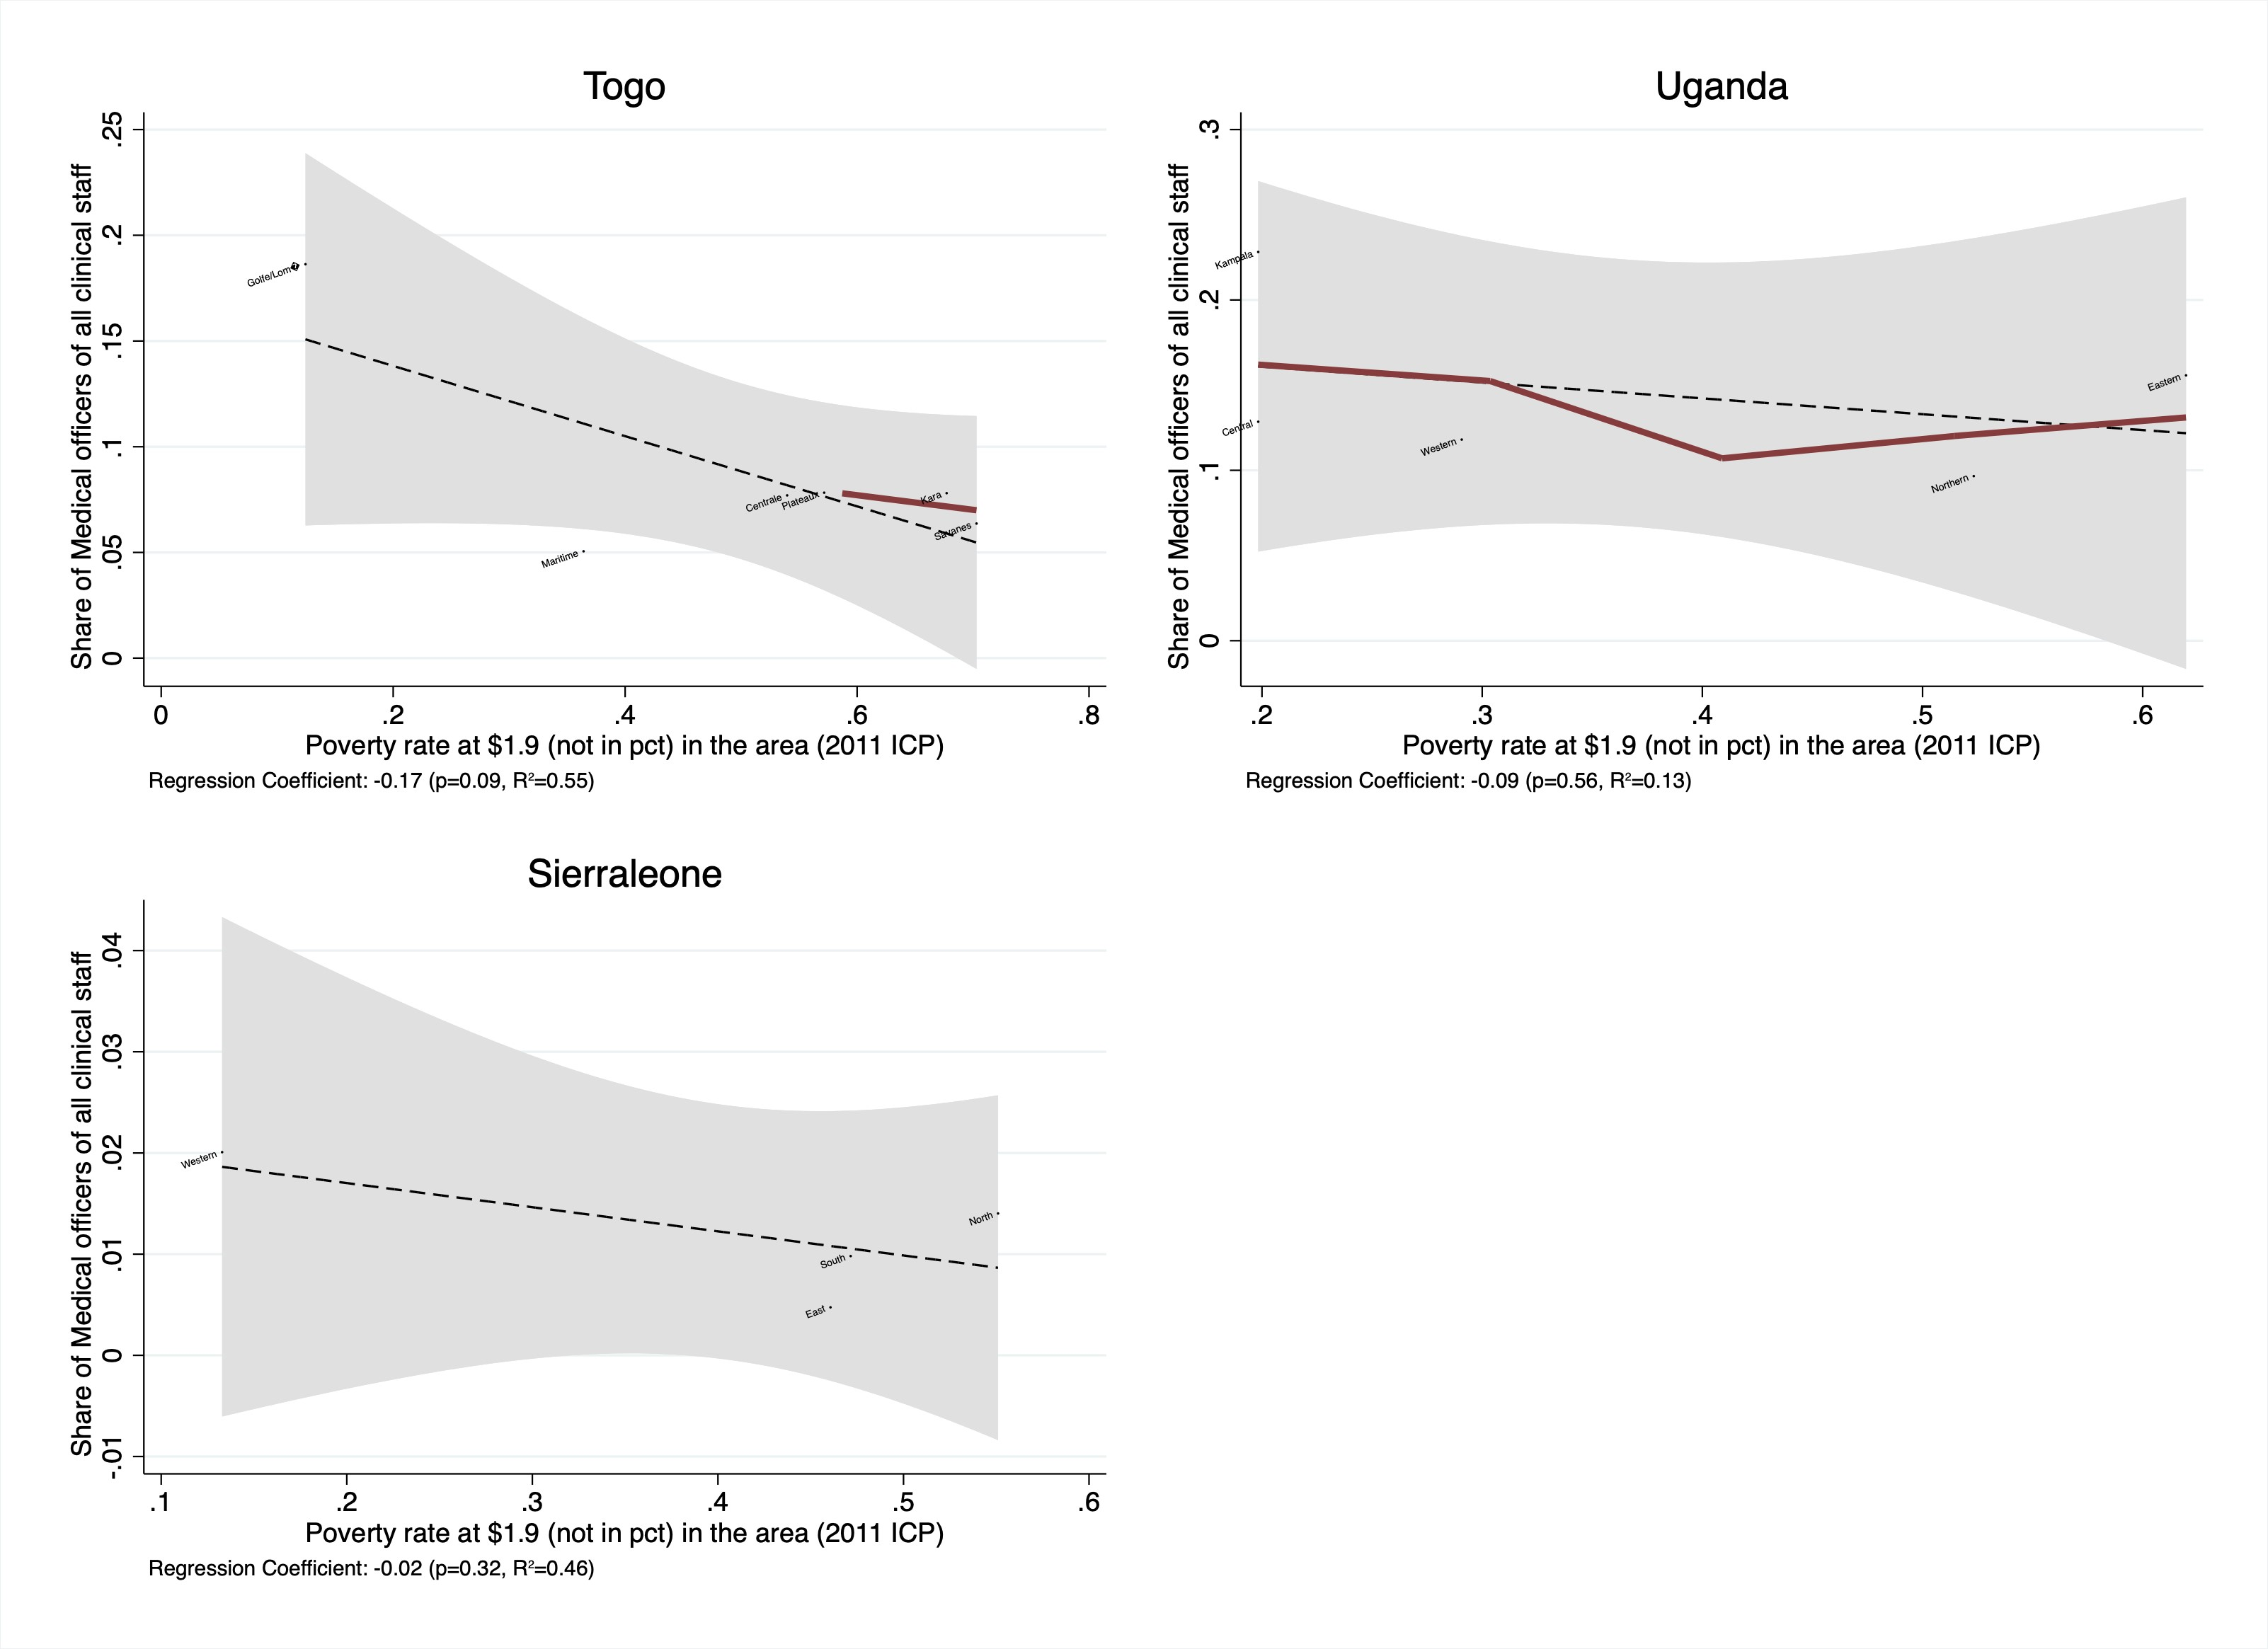 Togo
Share of Medical officers of all clinical staff
.25
.2
.15
.1
.05
0
Golfe/Lom�
Maritime
Centrale
Plateaux
Kara
Savanes
0 .2 .4 .6 .8
Poverty rate at $1.9 (not in pct) in the area (2011 ICP)
Regression Coefficient: -0.17 (p=0.09, R²=0.55)
Uganda
Share of Medical officers of all clinical staff
.3
.2
.1
0
Kampala
Central
Western
Northern
Eastern
.2 .3 .4 .5 .6
Poverty rate at $1.9 (not in pct) in the area (2011 ICP)
Regression Coefficient: -0.09 (p=0.56, R²=0.13)
Sierraleone
Share of Medical officers of all clinical staff
.04
.03
.02
.01
0
-.01
Western
North
South
East
.1 .2 .3 .4 .5 .6
Poverty rate at $1.9 (not in pct) in the area (2011 ICP)
Regression Coefficient: -0.02 (p=0.32, R²=0.46)